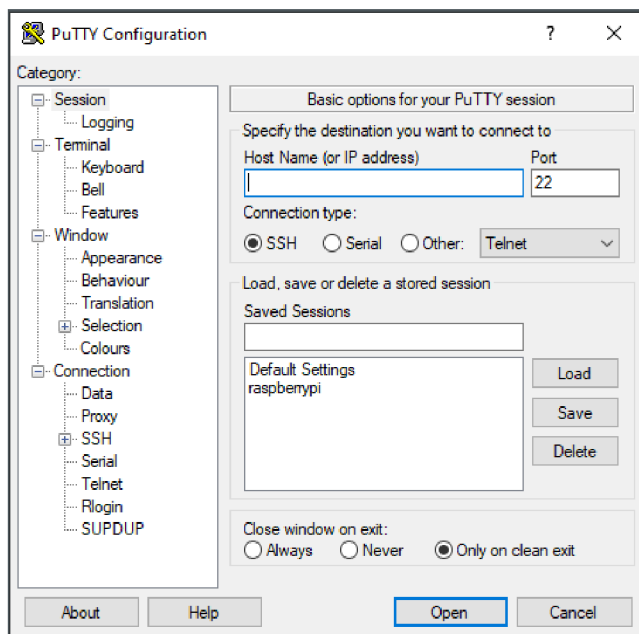 PuTTY Configuration
?
Category:
Session
Logging
Terminal
Keyboard
Bell
Features
Window
Appearance
Behaviour
Translation
Selection
Colours
Connection
Data
Proxy
SSH
Serial
Telnet
Rlogin
SUPDUP
Basic options for your PuTTY session
Specify the destination you want to connect to
Host Name (or IP address) Port
22
Connection type:
SSH Serial Other: Telnet
Load, save or delete a stored session
Saved Sessions
Default Settings
raspberrypi
Load
Save
Delete
Close window on exit:
Always Never Only on clean exit
About Help Open Cancel